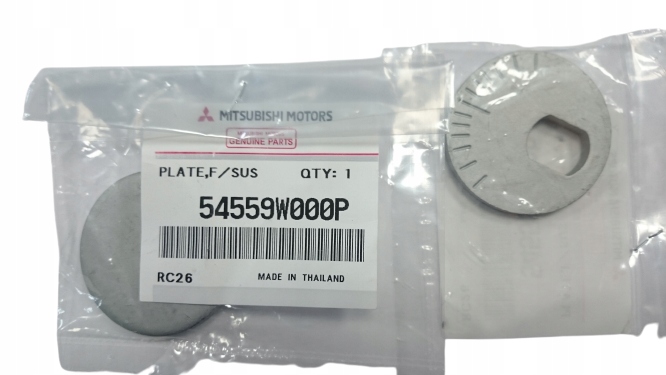 MITSUBISHI MOTORS
GENUINE PARTS
PLATE,F/SUS QTY: 1
54559W000P
RC26 MADE IN THAILAND